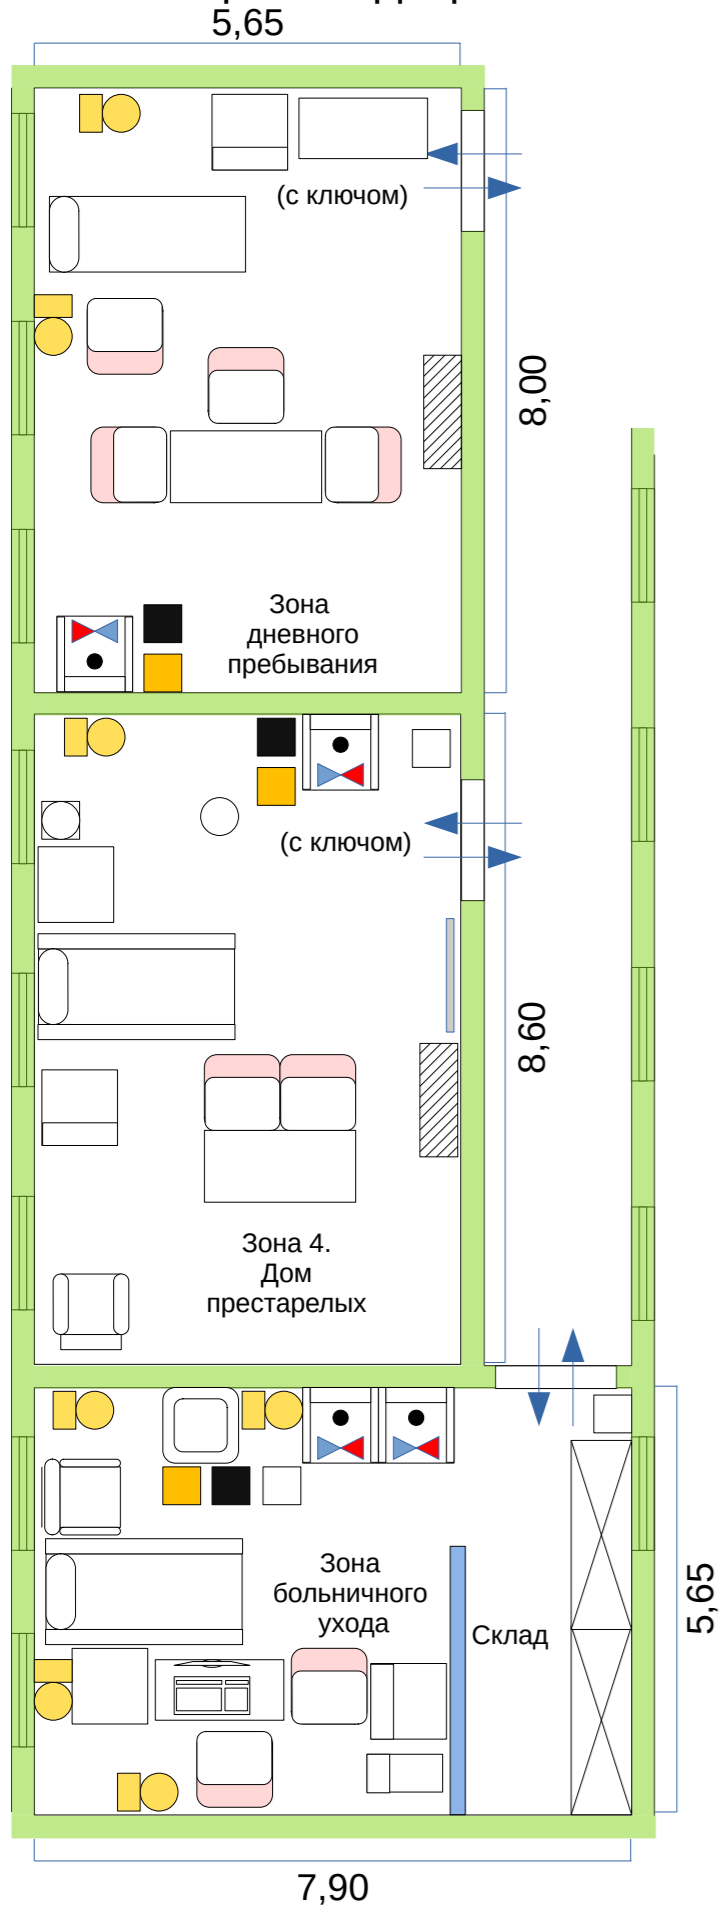 5,65
(с ключом)
8,00
Зона
дневного
пребывания
(с ключом)
8,60
Зона 4.
Дом
престарелых
Зона
больничного
ухода
Склад
5,65
7,90